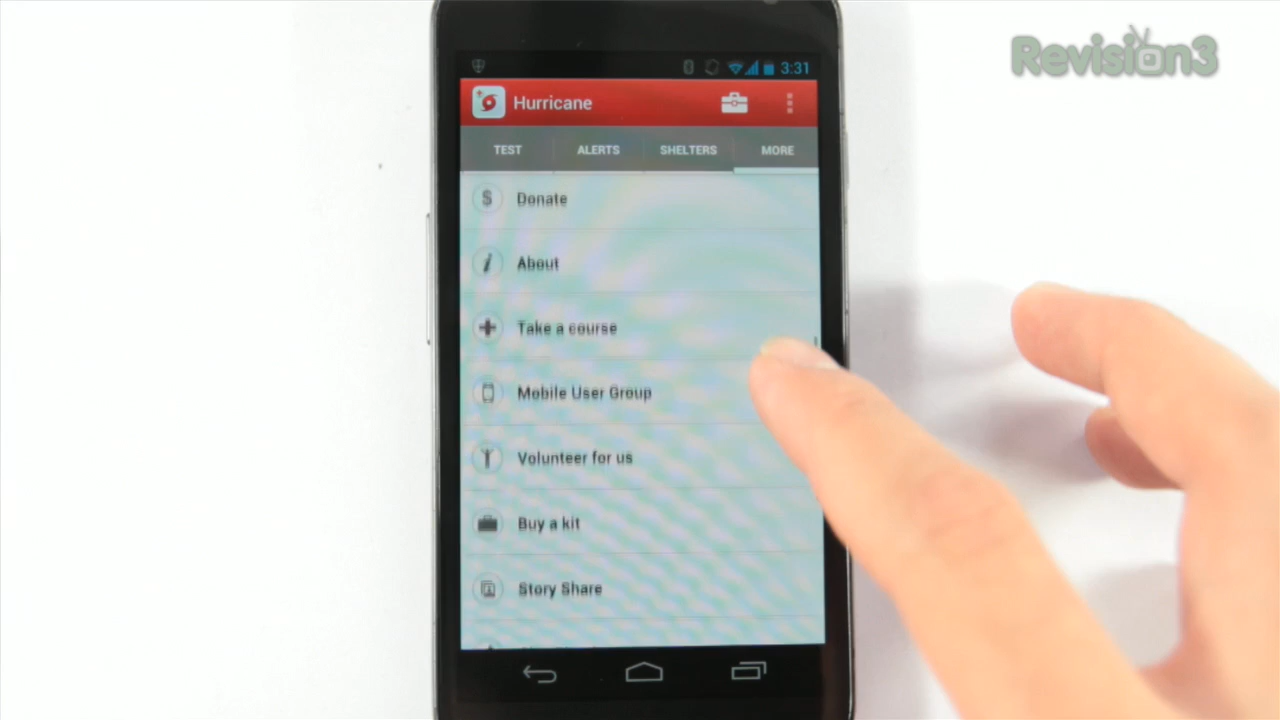 Revision3
3:31
Hurricane
TEST ALERTS SHELTERS MORE
Donate
About
Take a course
Mobile User Group
Volunteer for us
Buy a kit
Story Share